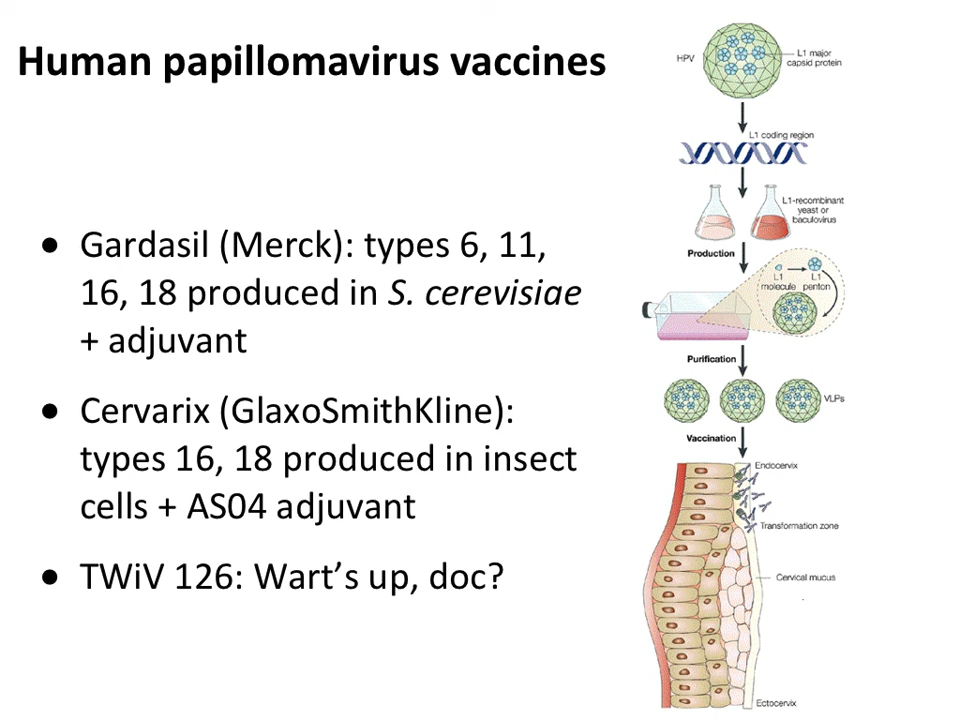 Human papillomavirus vaccines
● Gardasil (Merck): types 6, 11,
16, 18 produced in S. cerevisiae
+ adjuvant
● Cervarix (GlaxoSmithKline):
types 16, 18 produced in insect
cells + AS04 adjuvant
● TWiV 126: Wart’s up, doc?
HPV
L1 major
capsid protein
L1 coding region
L1-recombinant
yeast or
baculovirus
Production
L1
molecule
L1
penton
Purification
VLPs
Vaccination
Endocervix
Transformation zone
Cervical mucus
Ectocervix